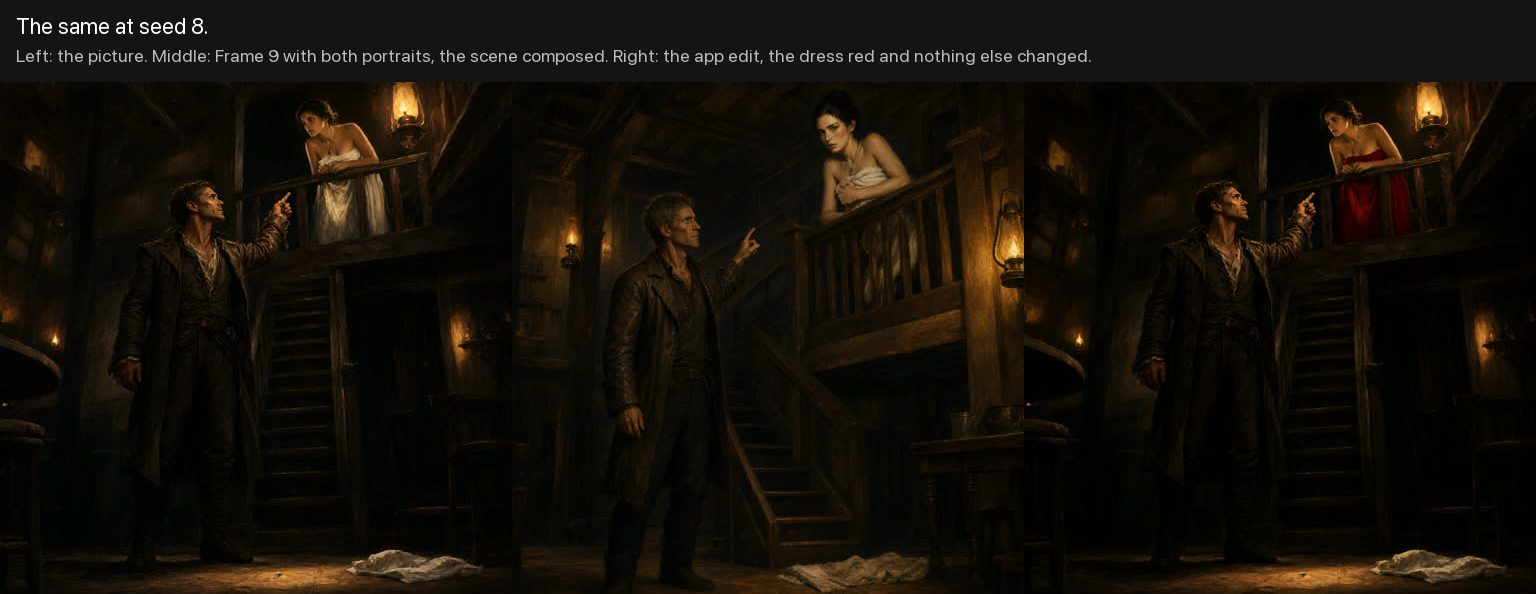 The same at seed 8.
Left: the picture. Middle: Frame 9 with both portraits, the scene composed. Right: the app edit, the dress red and nothing else changed.